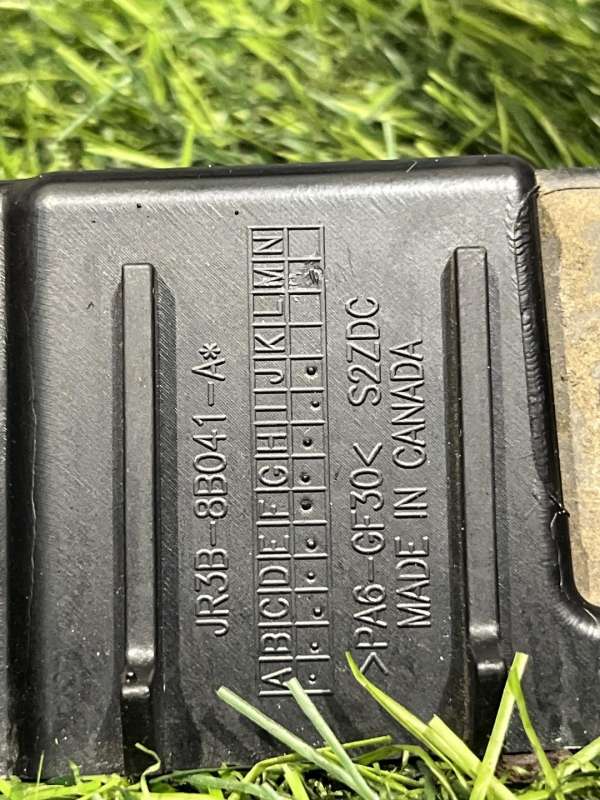 JR3B-8B041-A*
A B C D E F G H I J K L M N
>PA6-GF30< S2ZDC
MADE IN CANADA